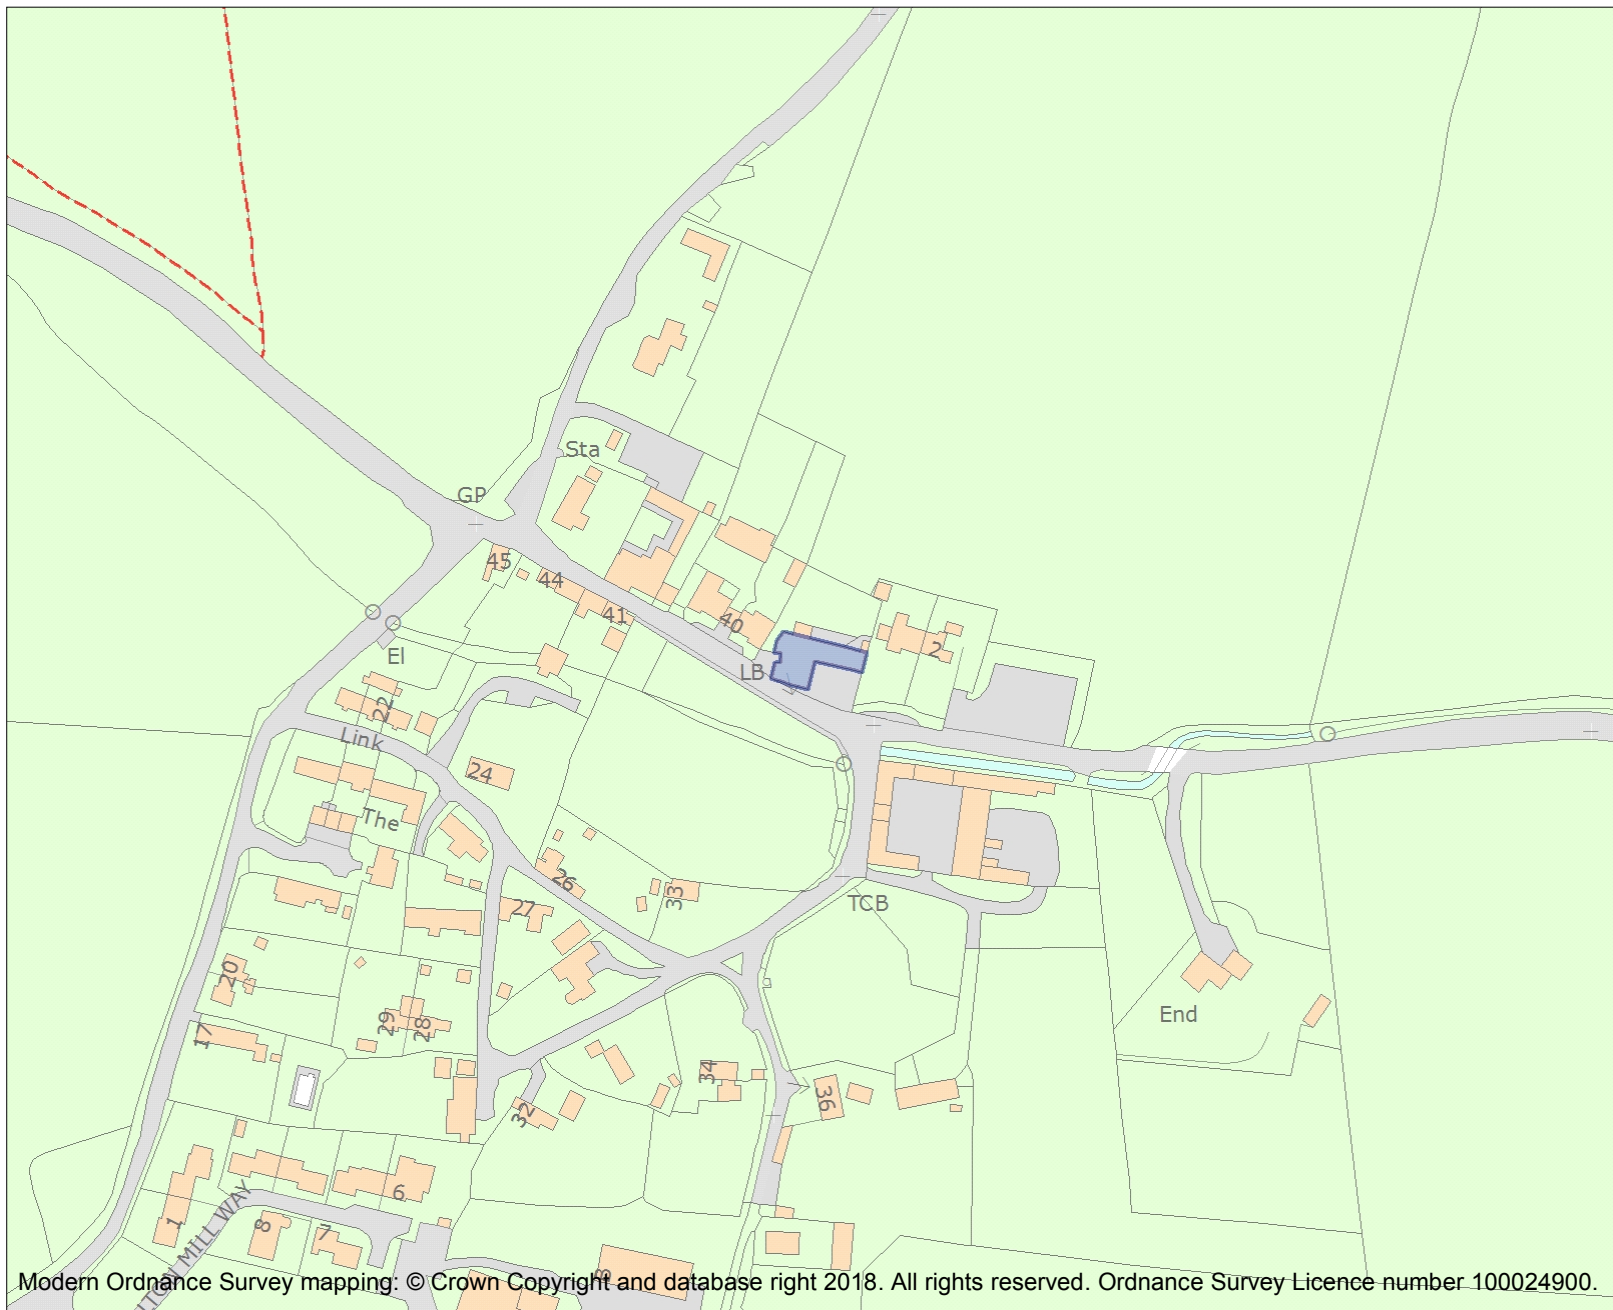 Sta
GP
45
44
41
40
2
LB
El
22
Link
24
The
26
33
27
TCB
20
29
28
17
End
34
36
32
6
1
8
7
LTON MILL WAY
8
Modern Ordnance Survey mapping: © Crown Copyright and database right 2018. All rights reserved. Ordnance Survey Licence number 100024900.